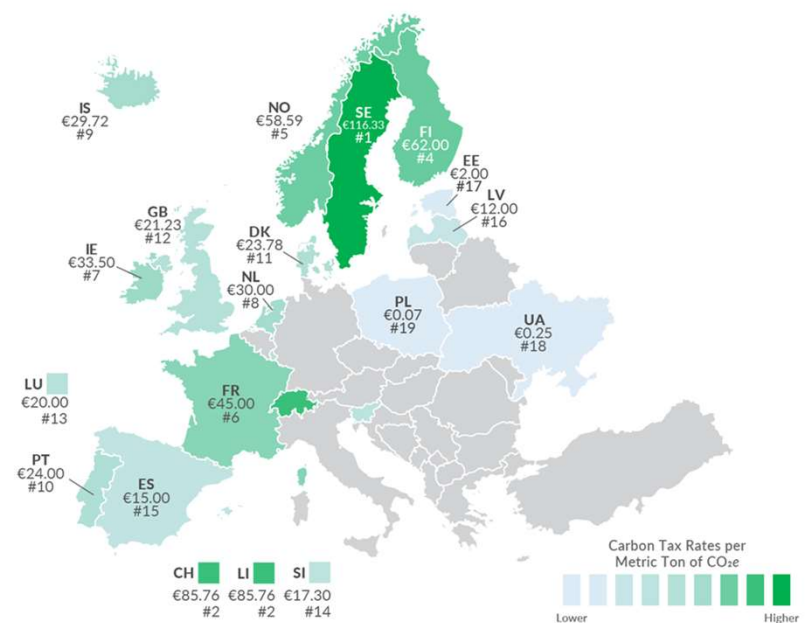 IS
€29.72
#9
NO
€58.59
#5
SE
€116.33
#1
FI
€62.00
#4
EE
€2.00
#17
LV
€12.00
#16
GB
€21.23
#12
IE
€33.50
#7
DK
€23.78
#11
NL
€30.00
#8
PL
€0.07
#19
UA
€0.25
#18
LU
€20.00
#13
FR
€45.00
#6
PT
€24.00
#10
ES
€15.00
#15
CH
€85.76
#2
LI
€85.76
#2
SI
€17.30
#14
Carbon Tax Rates per
Metric Ton of CO₂e
Lower
Higher